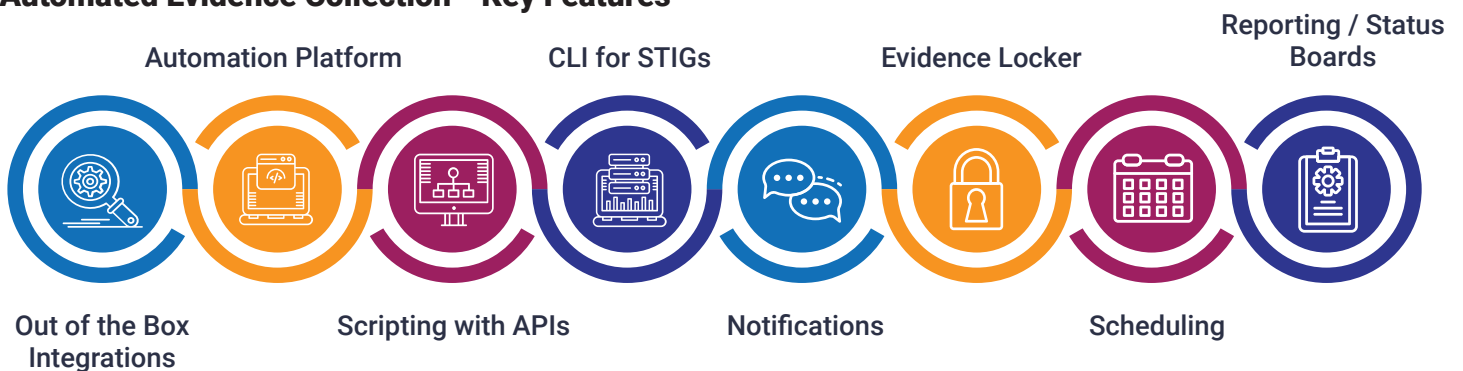 Automated Evidence Collection - Key Features
Automation Platform
CLI for STIGs
Evidence Locker
Reporting / Status
Boards
Out of the Box
Integrations
Scripting with APIs
Notifications
Scheduling